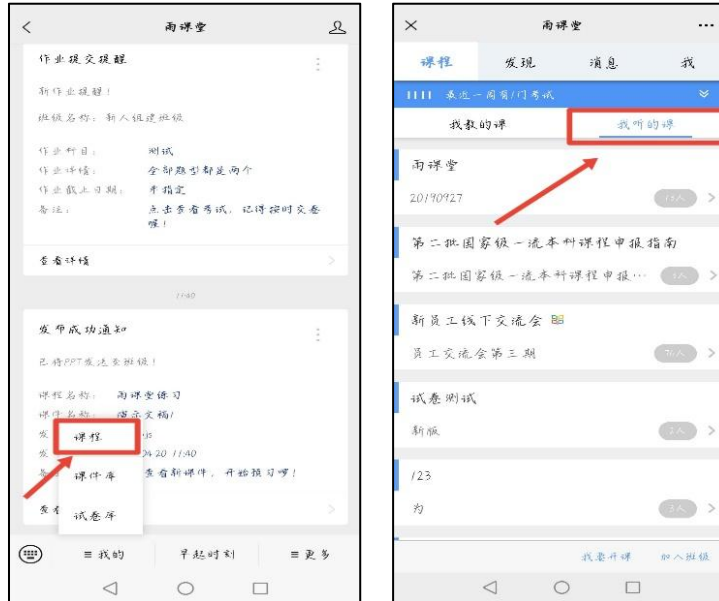 雨课堂
作业提交提醒
新作业提醒！
班级名称： 新人组建班级
作业科目： 测试
作业详情： 全部题型都是两个
作业截止日期： 未指定
备注： 点击查看考试，记得按时交卷
喔！
查看详情
11:40
发布成功通知
已将PPT发送至班级！
课程名称： 雨课堂练习
课件名称： 演示文稿1
04-20 11:40
查看新课件，开始预习啰！
课程
课件库
试卷库
我的
早起时刻
更多
雨课堂
课程 发现 消息 我
最近一周有1门考试
我教的课 我听的课
雨课堂
20190927
第二批国家级一流本科课程申报指南
第二批国家级一流本科课程申报…
新员工线下交流会
员工交流会第三期
试卷测试
新版
123
为
我要开课 加入班级